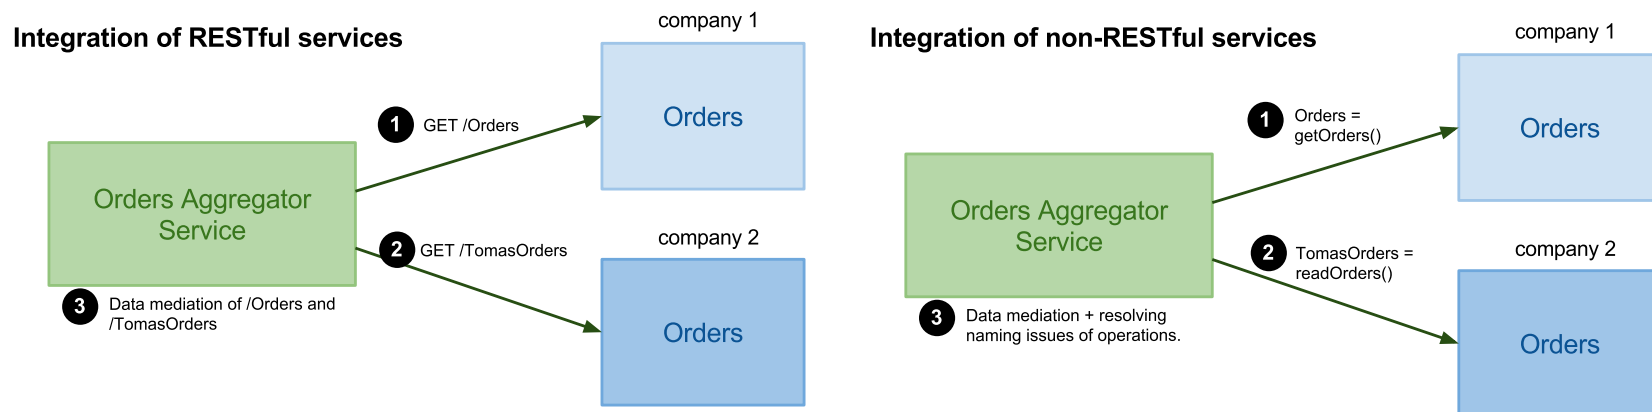 Integration of RESTful services
company 1
Orders
1
GET /Orders
Orders Aggregator
Service
2
GET /TomasOrders
company 2
Orders
3
Data mediation of /Orders and
/TomasOrders
Integration of non-RESTful services
company 1
Orders
1
Orders =
getOrders()
Orders Aggregator
Service
2
TomasOrders =
readOrders()
company 2
Orders
3
Data mediation + resolving
naming issues of operations.